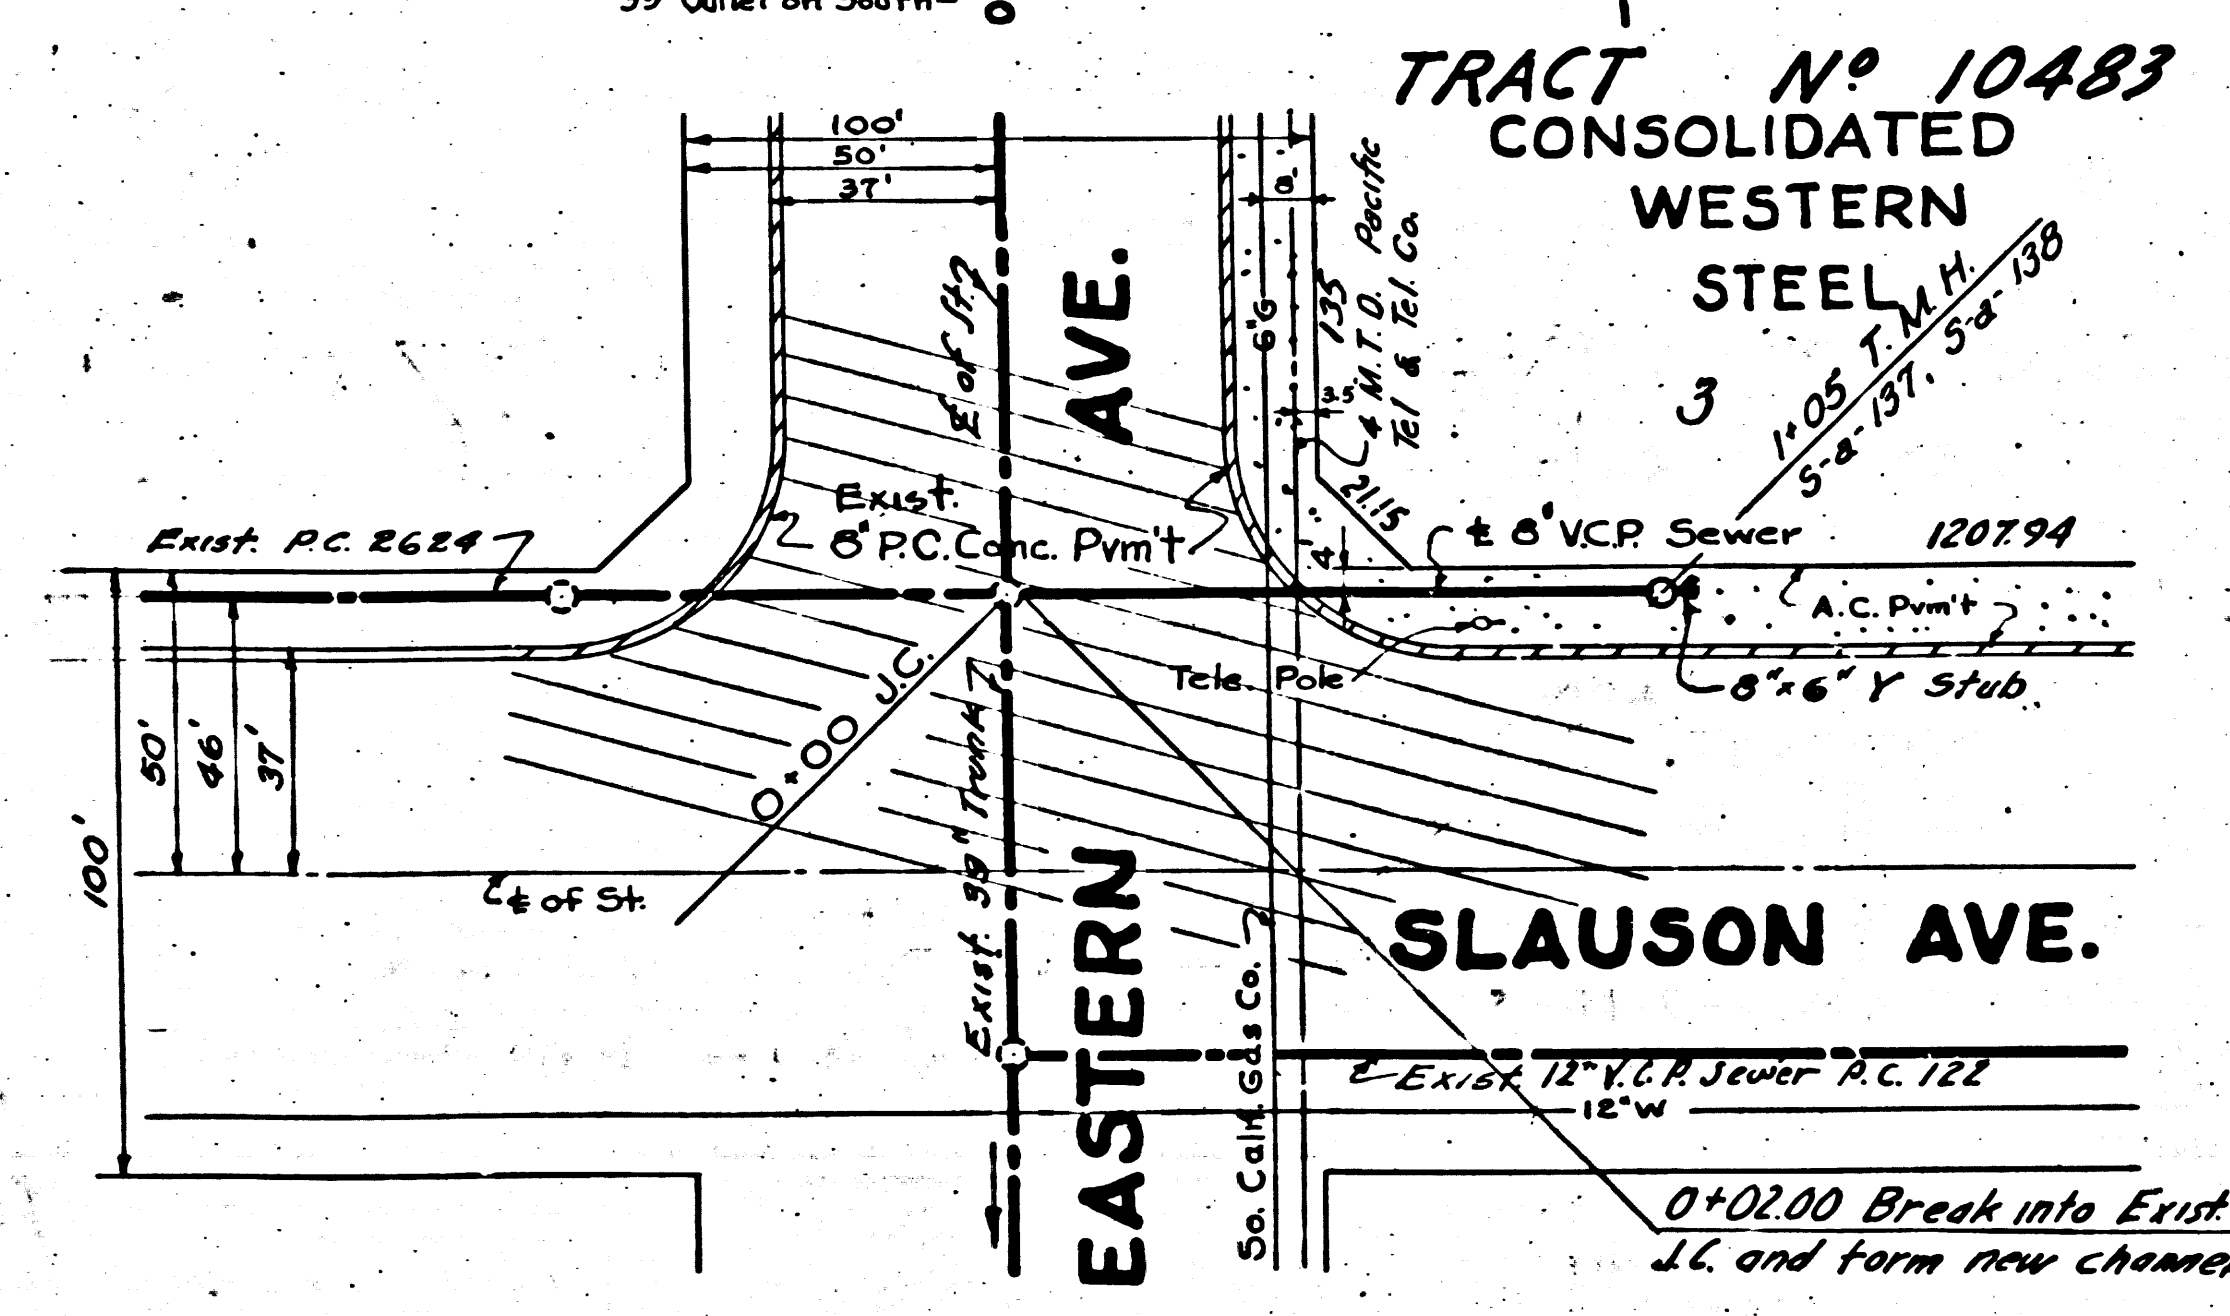 TRACT Nº 10483
CONSOLIDATED
WESTERN
STEEL
100'
50'
37'
8'
4 M.T.D. Pacific
Tel & Tel. Co.
135
6"G
3.5
℄ of St.
AVE.
3
1+05 T.M.H.
S-a-137, S-a-138
21.15
4
Exist. P.C. 2624
Exist.
8" P.C. Conc. Pvm't
℄ 8" V.C.P. Sewer
1207.94
A.C. Pvm't
Tele. Pole
8"x6" Y Stub
0+00 J.C.
Exist. 39" Trunk
50'
46'
37'
100'
℄ of St.
SLAUSON AVE.
EASTERN
So. Calif. Gas Co.
Exist. 12" V.C.P. Sewer P.C. 122
12"W
0+02.00 Break into Exist.
J.C. and form new channel